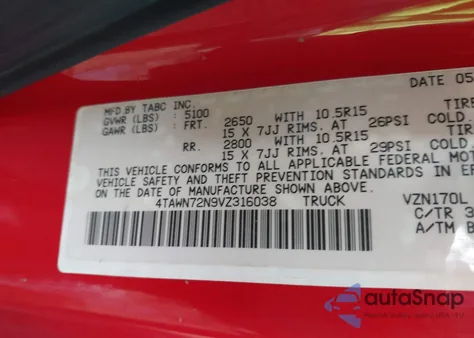 DATE 05
MFD BY TABC INC.
GVWR (LBS) : 5100
GAWR (LBS): FRT. 2650 WITH 10.5R15 TIRE
15 X 7JJ RIMS. AT 26PSI COLD.
RR. 2800 WITH 10.5R15 TIR
15 X 7JJ RIMS. AT 29PSI COLD.
THIS VEHICLE CONFORMS TO ALL APPLICABLE FEDERAL MO
VEHICLE SAFETY AND THEFT PREVENTION STANDARDS IN EF
ON THE DATE OF MANUFACTURE SHOWN ABOVE.
4TAWN72N9VZ316038 TRUCK VZN170L
C/TR 3
A/TM B
autoSnap